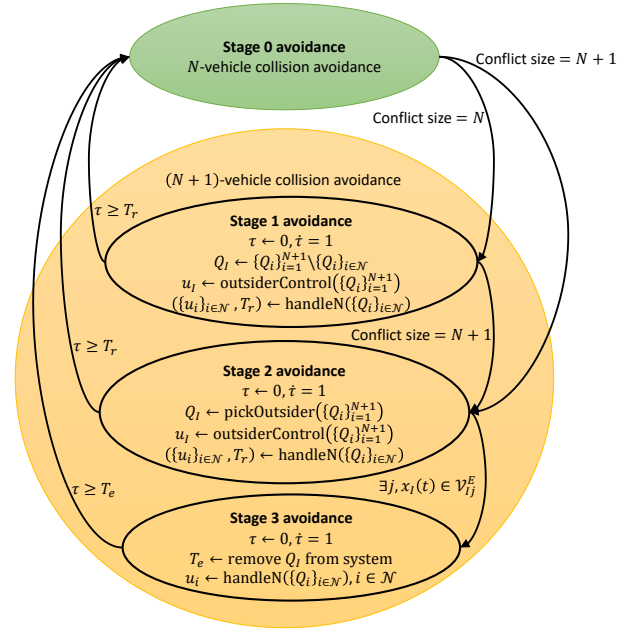 Stage 0 avoidance
N-vehicle collision avoidance
Conflict size = N + 1
Conflict size = N
(N + 1)-vehicle collision avoidance
τ ≥ T_r
Stage 1 avoidance
τ ← 0, τ̇ = 1
Q_I ← {Q_i}_{i=1}^{N+1}\{Q_i}_{i∈𝒩}
u_I ← outsiderControl({Q_i}_{i=1}^{N+1})
({u_i}_{i∈𝒩}, T_r) ← handleN({Q_i}_{i∈𝒩})
Conflict size = N + 1
τ ≥ T_r
Stage 2 avoidance
τ ← 0, τ̇ = 1
Q_I ← pickOutsider({Q_i}_{i=1}^{N+1})
u_I ← outsiderControl({Q_i}_{i=1}^{N+1})
({u_i}_{i∈𝒩}, T_r) ← handleN({Q_i}_{i∈𝒩})
τ ≥ T_e
∃j, x_I(t) ∈ 𝒱_{Ij}^E
Stage 3 avoidance
τ ← 0, τ̇ = 1
T_e ← remove Q_I from system
u_i ← handleN({Q_i}_{i∈𝒩}), i ∈ 𝒩